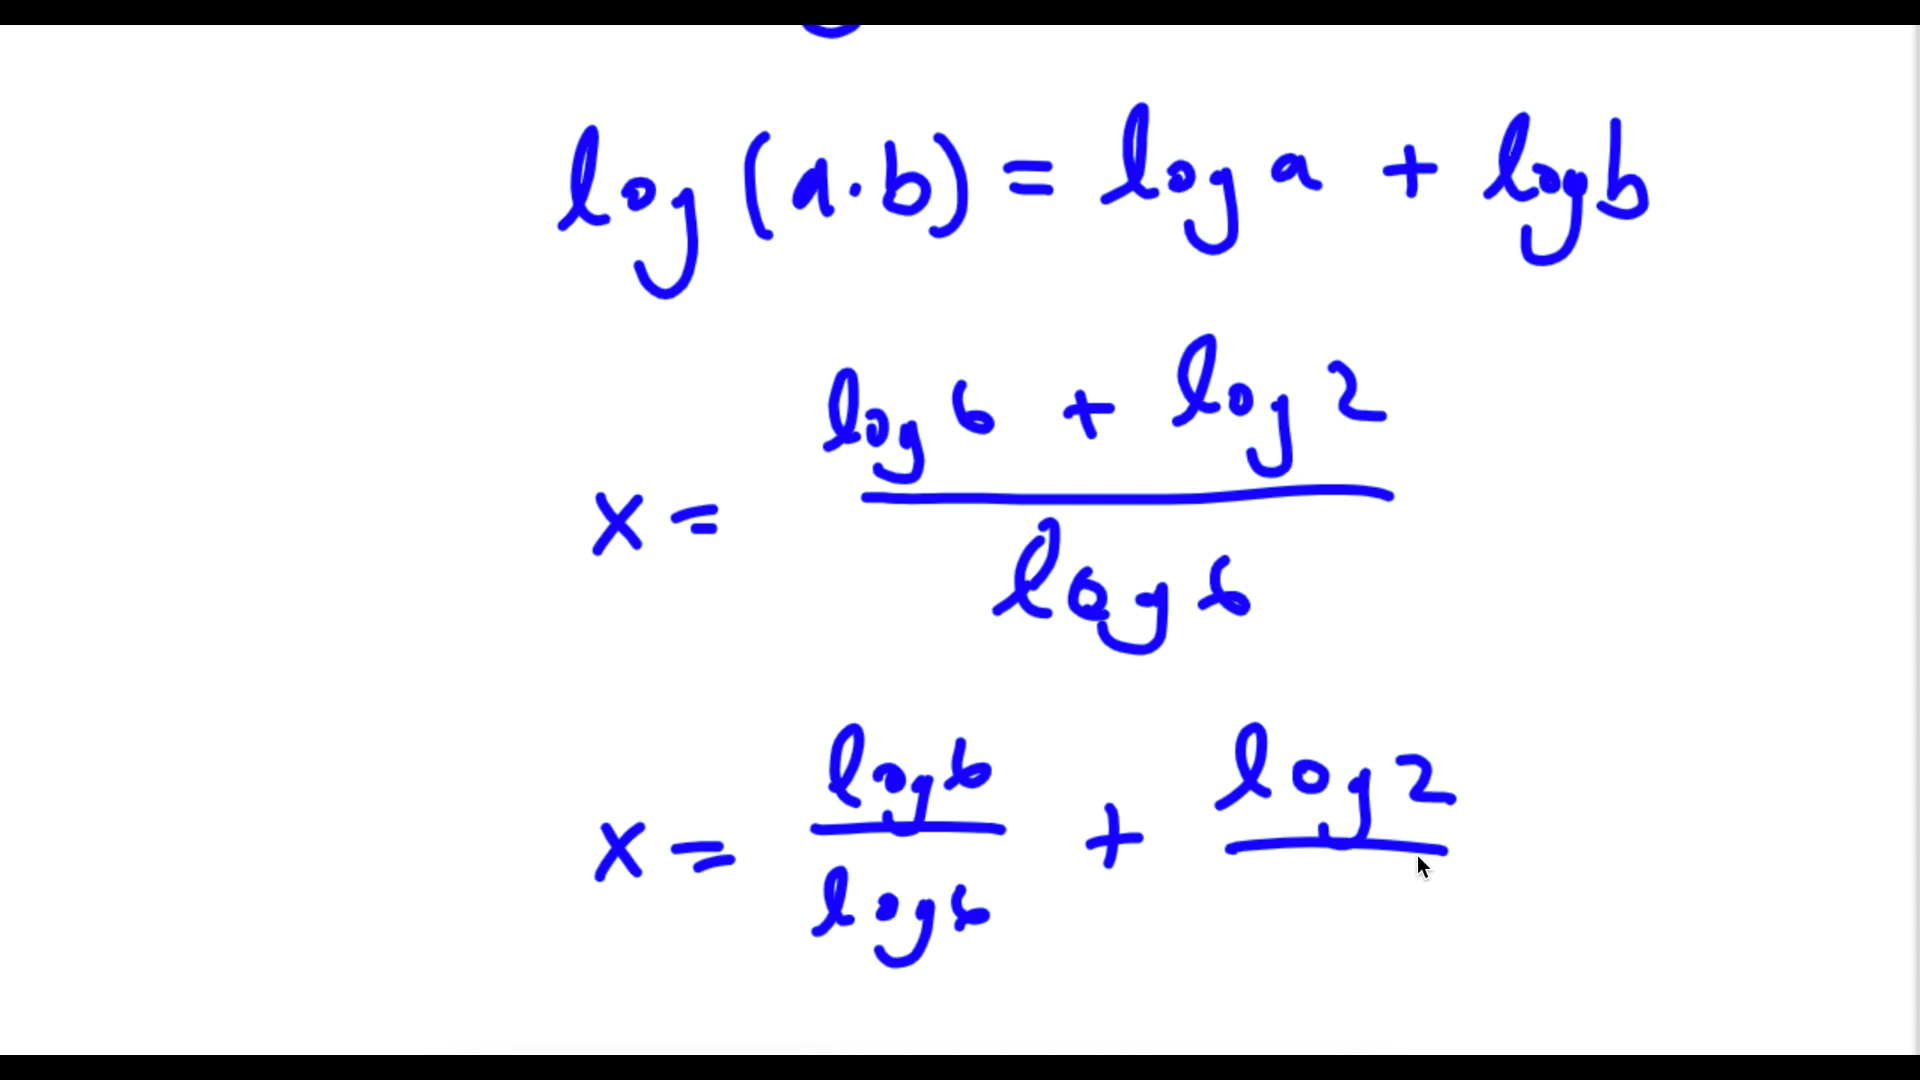 log (a·b) = log a + log b
log 6 + log 2
x =
log 6
log 6 log 2
x = +
log 6